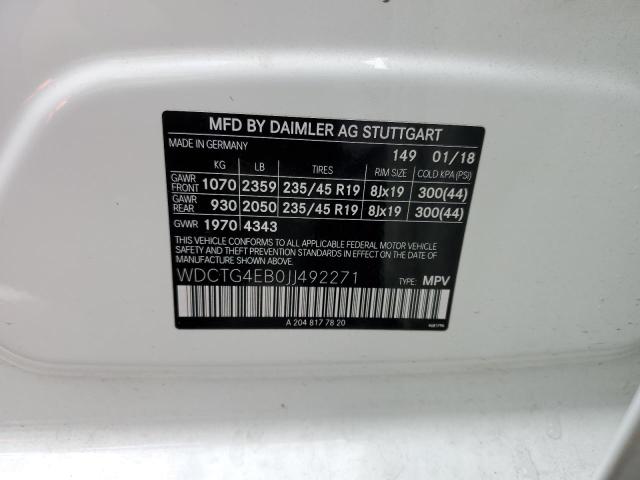 MFD BY DAIMLER AG STUTTGART
MADE IN GERMANY 149 01/18
KG LB TIRES RIM SIZE COLD KPA (PSI)
GAWR FRONT 1070 2359 235/45 R19 8Jx19 300(44)
GAWR REAR 930 2050 235/45 R19 8Jx19 300(44)
GVWR 1970 4343
THIS VEHICLE CONFORMS TO ALL APPLICABLE FEDERAL MOTOR VEHICLE
SAFETY AND THEFT PREVENTION STANDARDS IN EFFECT ON THE DATE OF
MANUFACTURE SHOWN ABOVE.
WDCTG4EB0JJ492271 TYPE: MPV
A 204 817 78 20